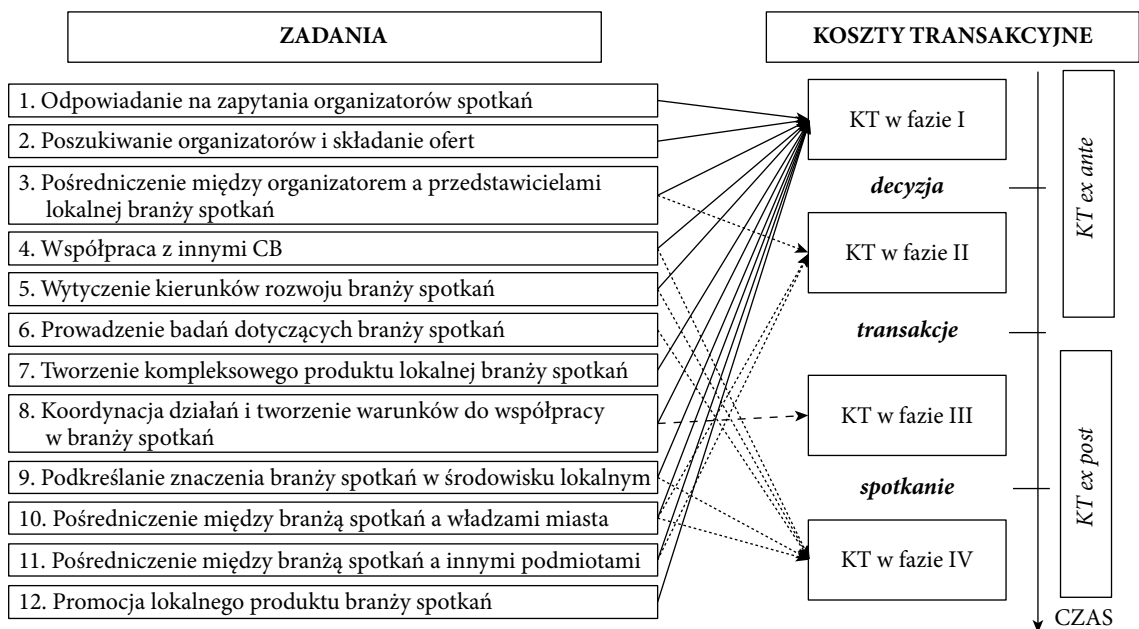 ZADANIA
1. Odpowiadanie na zapytania organizatorów spotkań
2. Poszukiwanie organizatorów i składanie ofert
3. Pośredniczenie między organizatorem a przedstawicielami
lokalnej branży spotkań
4. Współpraca z innymi CB
5. Wytyczenie kierunków rozwoju branży spotkań
6. Prowadzenie badań dotyczących branży spotkań
7. Tworzenie kompleksowego produktu lokalnej branży spotkań
8. Koordynacja działań i tworzenie warunków do współpracy
w branży spotkań
9. Podkreślanie znaczenia branży spotkań w środowisku lokalnym
10. Pośredniczenie między branżą spotkań a władzami miasta
11. Pośredniczenie między branżą spotkań a innymi podmiotami
12. Promocja lokalnego produktu branży spotkań
KOSZTY TRANSAKCYJNE
KT w fazie I
decyzja
KT w fazie II
transakcje
KT w fazie III
spotkanie
KT w fazie IV
KT ex ante
KT ex post
CZAS